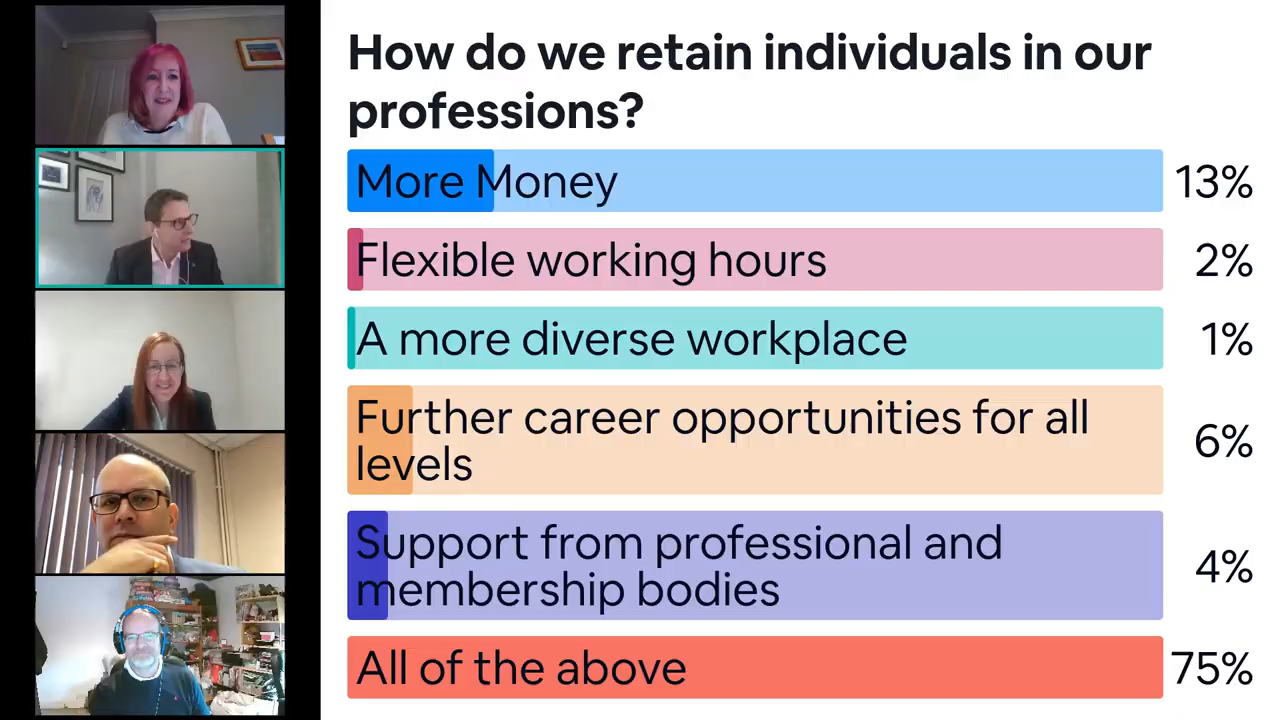 How do we retain individuals in our
professions?
More Money 13%
Flexible working hours 2%
A more diverse workplace 1%
Further career opportunities for all
levels 6%
Support from professional and
membership bodies 4%
All of the above 75%